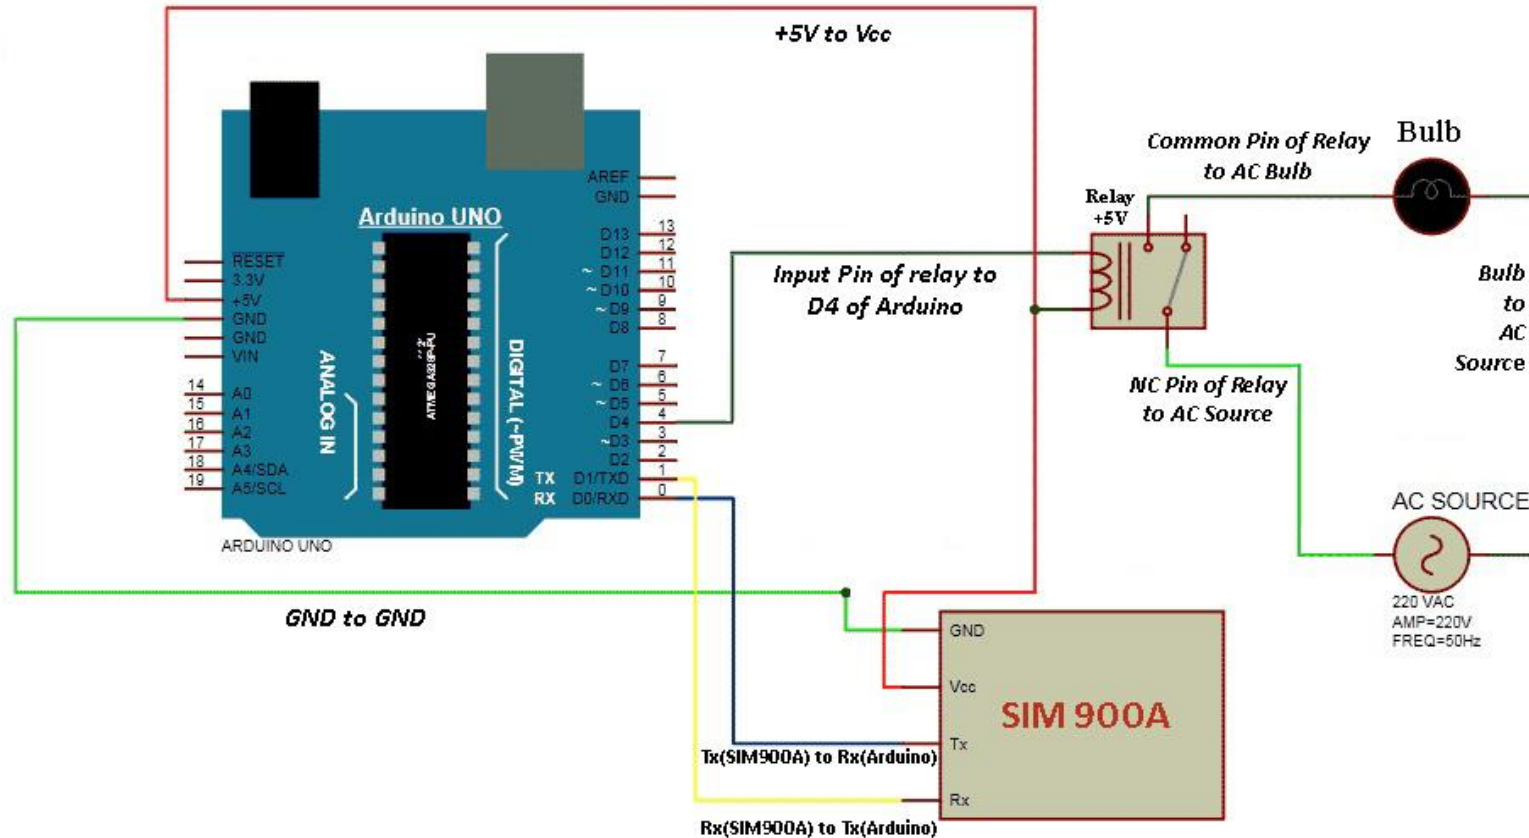 +5V to Vcc
Bulb
Common Pin of Relay
to AC Bulb
Relay
+5V
Arduino UNO
AREF
GND
D13 13
D12 12
~ D11 11
~ D10 10
~ D9 9
D8 8
D7 7
~ D6 6
~ D5 5
D4 4
~ D3 3
D2 2
TX D1/TXD 1
RX D0/RXD 0
RESET
3.3V
+5V
GND
GND
VIN
14 A0
15 A1
16 A2
17 A3
18 A4/SDA
19 A5/SCL
ANALOG IN
ATMEGA328P-PU
DIGITAL (~PWM)
ARDUINO UNO
Input Pin of relay to
D4 of Arduino
Bulb
to
AC
Source
NC Pin of Relay
to AC Source
AC SOURCE
220 VAC
AMP=220V
FREQ=50Hz
GND to GND
GND
Vcc
SIM 900A
Tx
Tx(SIM900A) to Rx(Arduino)
Rx
Rx(SIM900A) to Tx(Arduino)